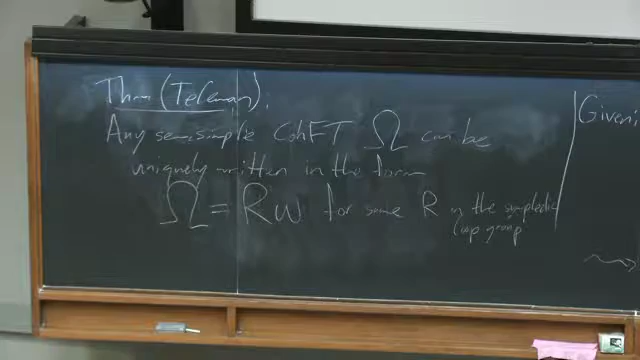 Thm (Teleman).
Any semisimple CohFT Ω can be
uniquely written in the form
Ω = Rω for some R in the symplectic
loop group
Given: